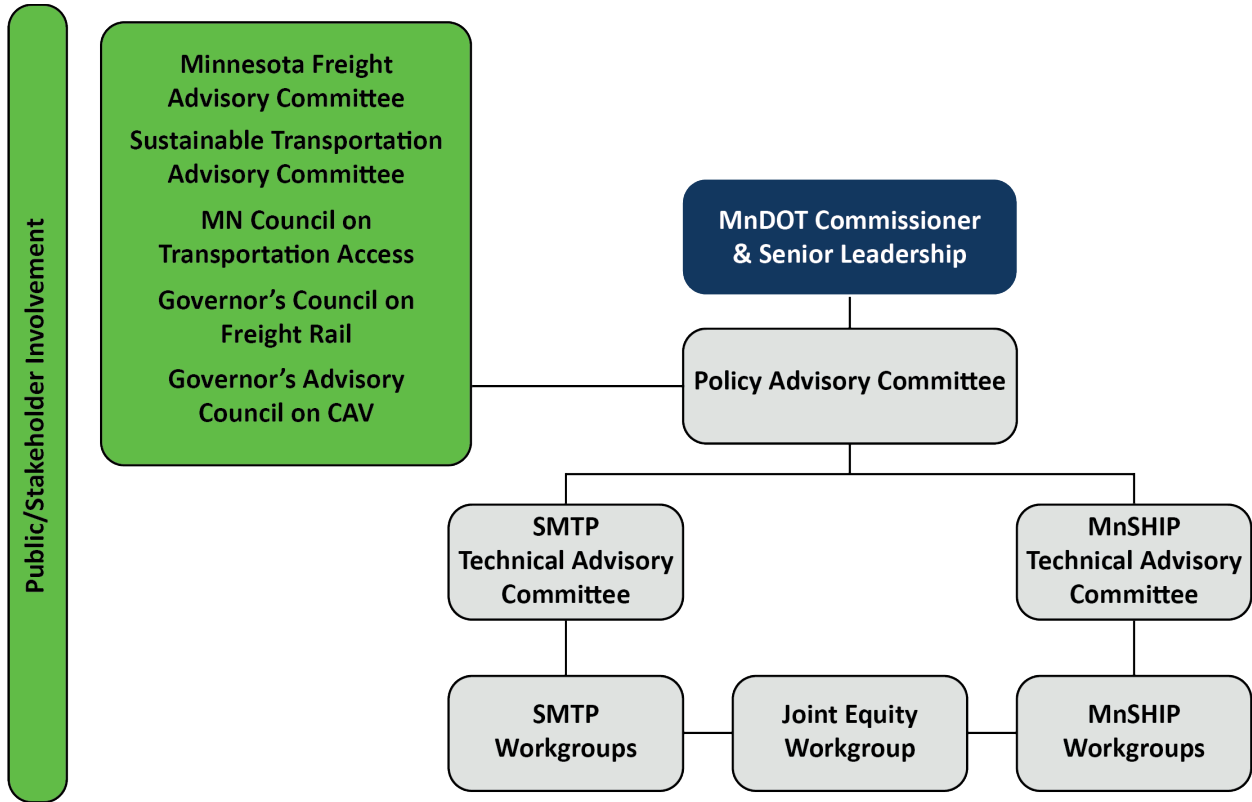 Public/Stakeholder Involvement
Minnesota Freight
Advisory Committee
Sustainable Transportation
Advisory Committee
MN Council on
Transportation Access
Governor’s Council on
Freight Rail
Governor’s Advisory
Council on CAV
MnDOT Commissioner
& Senior Leadership
Policy Advisory Committee
SMTP
Technical Advisory
Committee
MnSHIP
Technical Advisory
Committee
SMTP
Workgroups
Joint Equity
Workgroup
MnSHIP
Workgroups